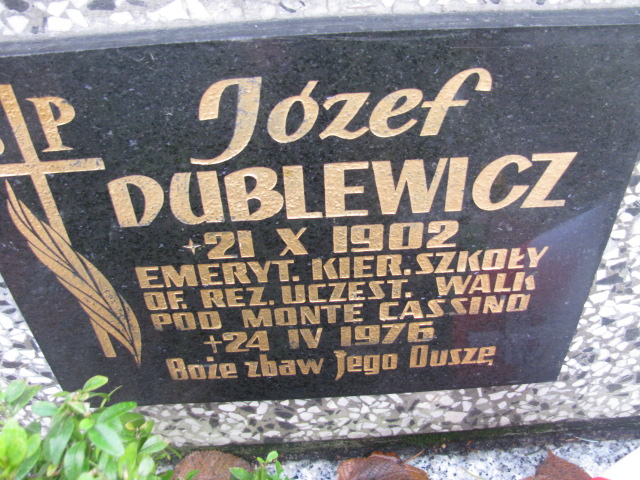 Ś P
Józef
DUBLEWICZ
*21 X 1902
EMERYT. KIER. SZKOŁY
OF. REZ. UCZEST. WALK
POD MONTE CASSINO
+24 IV 1976
Boże zbaw Jego Duszę